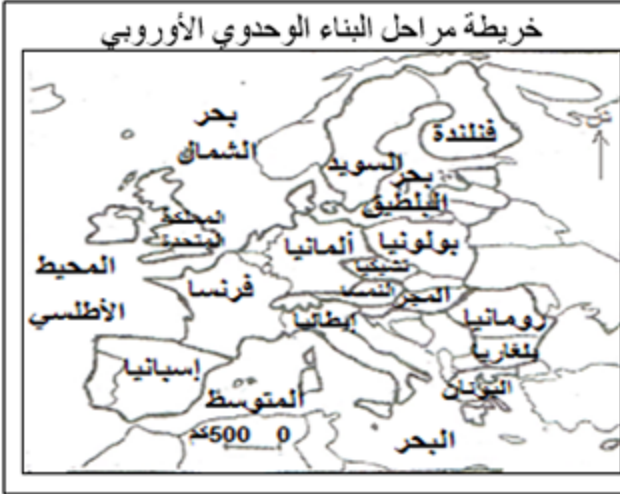 خريطة مراحل البناء الوحدوي الأوروبي
بحر
الشماك
فنلندة
السويد
بحر
البلطيق
المملكة
المتحدة
المحيط
الأطلسي
ألمانيا
بولونيا
تشيكيا
فرنسا
النمسا
المجر
رومانيا
إيطاليا
بلغاريا
إسبانيا
اليونان
المتوسط
البحر
500كم 0